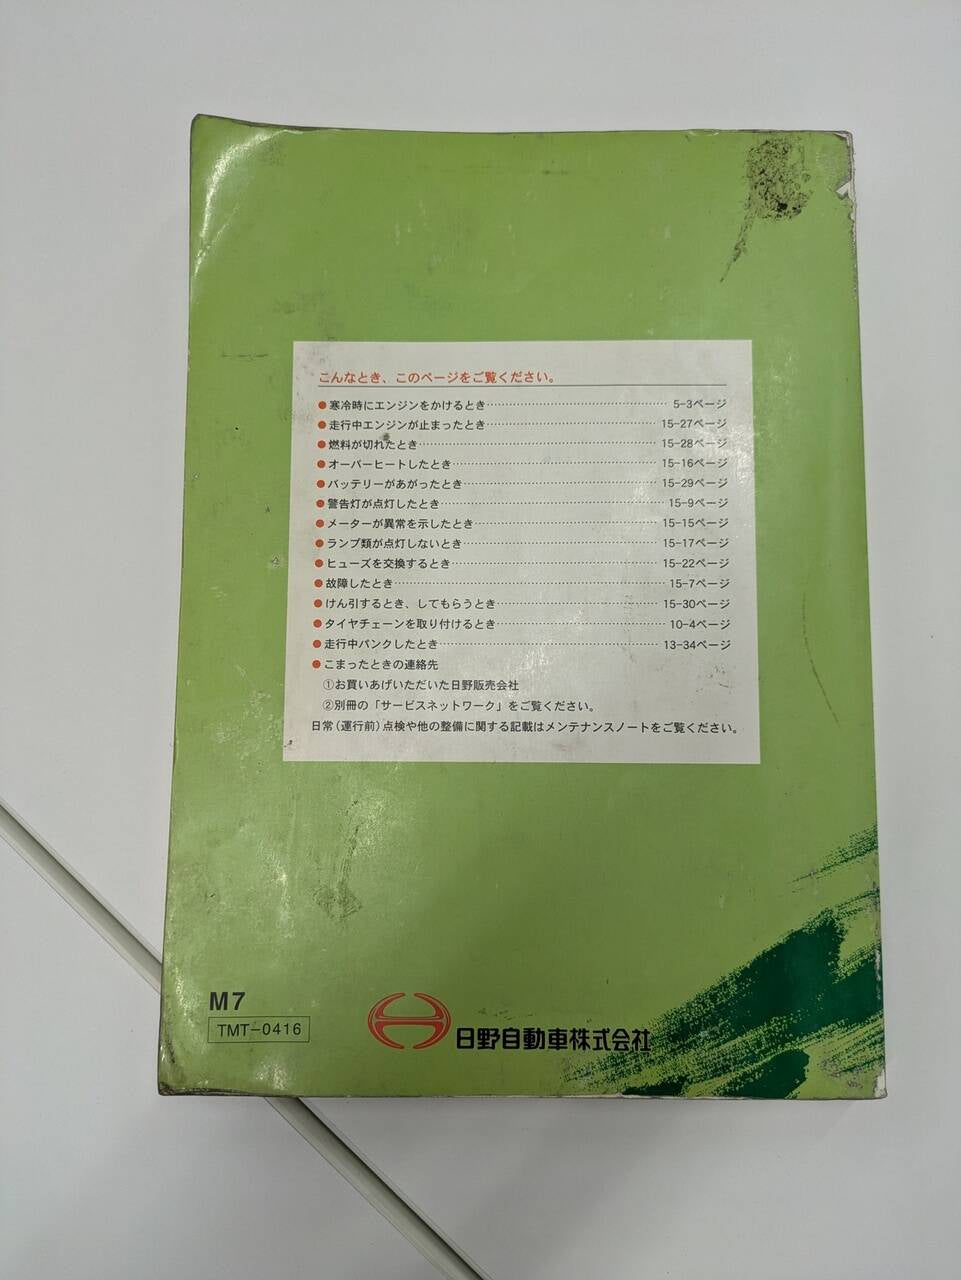 こんなとき、このページをご覧ください。
●寒冷時にエンジンをかけるとき…………5-3ページ
●走行中エンジンが止まったとき…………15-27ページ
●燃料が切れたとき…………15-28ページ
●オーバーヒートしたとき…………15-16ページ
●バッテリーがあがったとき…………15-29ページ
●警告灯が点灯したとき…………15-9ページ
●メーターが異常を示したとき…………15-15ページ
●ランプ類が点灯しないとき…………15-17ページ
●ヒューズを交換するとき…………15-22ページ
●故障したとき…………15-7ページ
●けん引するとき、してもらうとき…………15-30ページ
●タイヤチェーンを取り付けるとき…………10-4ページ
●走行中パンクしたとき…………13-34ページ
●こまったときの連絡先
①お買いあげいただいた日野販売会社
②別冊の「サービスネットワーク」をご覧ください。
日常(運行前)点検や他の整備に関する記載はメンテナンスノートをご覧ください。
M7
TMT-0416
日野自動車株式会社